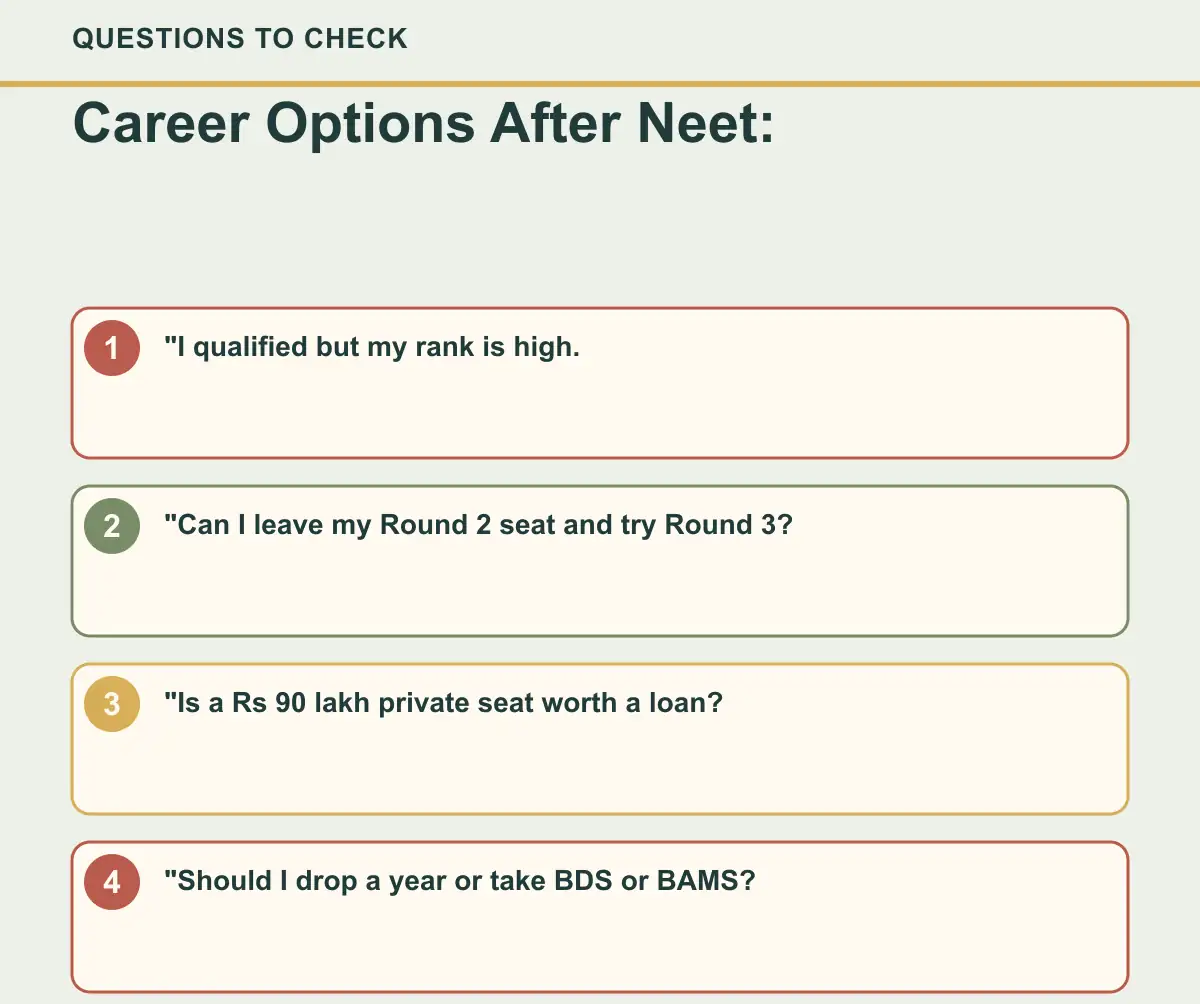 QUESTIONS TO CHECK
Career Options After Neet:
1
"I qualified but my rank is high.
2
"Can I leave my Round 2 seat and try Round 3?
3
"Is a Rs 90 lakh private seat worth a loan?
4
"Should I drop a year or take BDS or BAMS?